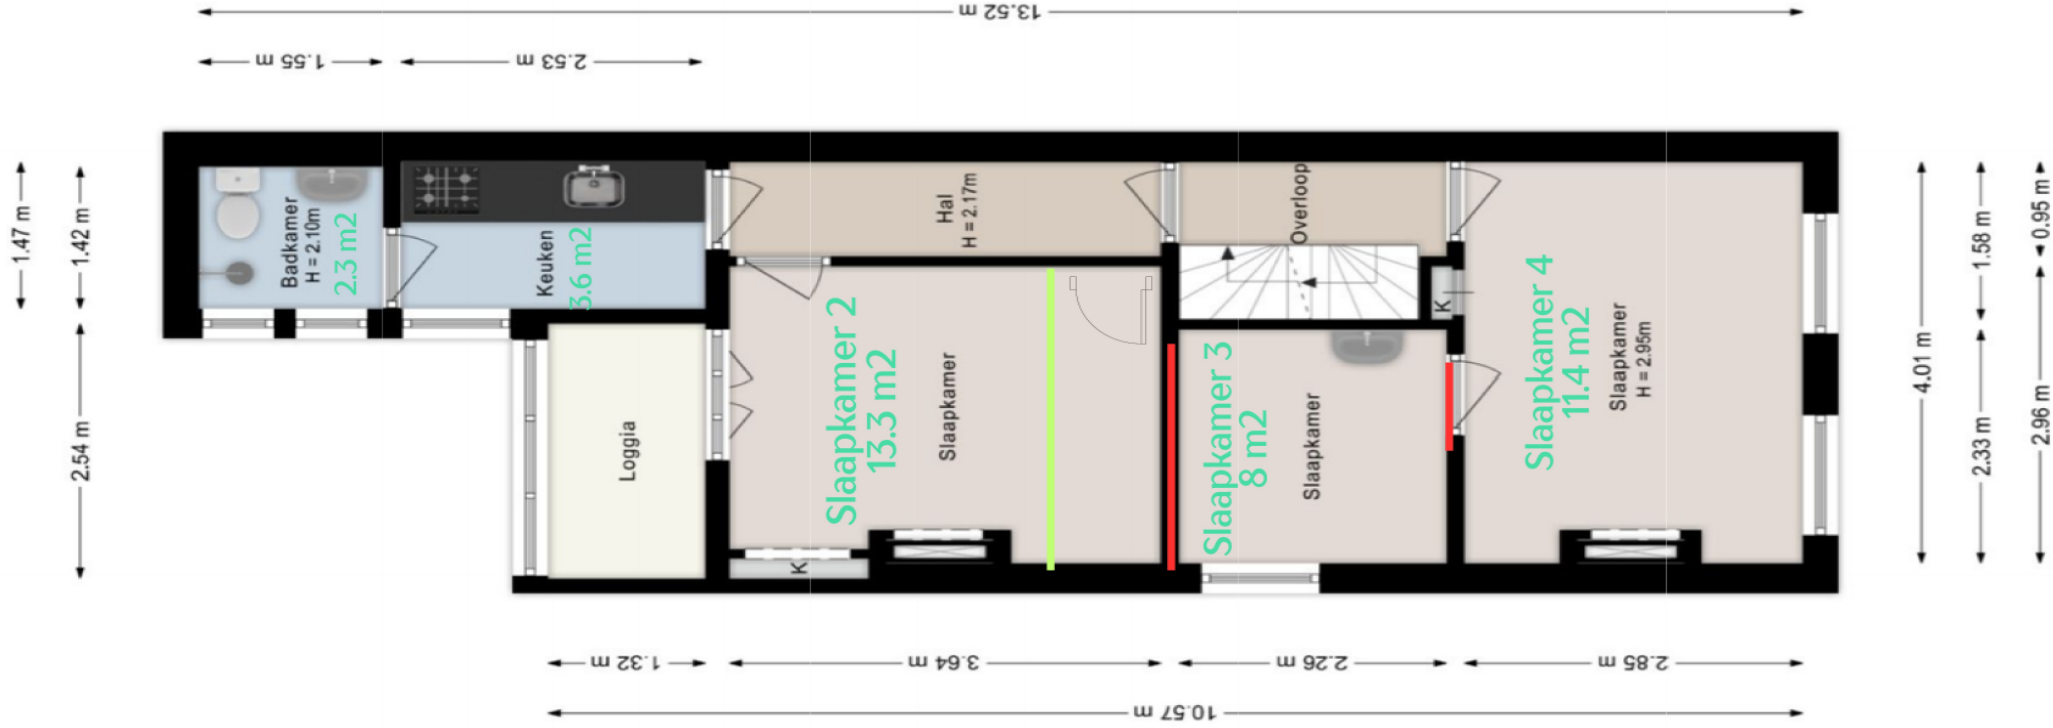 13.52 m
1.55 m
2.53 m
1.47 m
1.42 m
2.54 m
Badkamer
H = 2.10m
2.3 m2
Keuken
3.6 m2
Hal
H = 2.17m
Overloop
K
Loggia
Slaapkamer 2
13.3 m2
Slaapkamer
K
Slaapkamer 3
8 m2
Slaapkamer
Slaapkamer 4
11.4 m2
Slaapkamer
H = 2.95m
4.01 m
1.58 m
2.33 m
0.95 m
2.96 m
1.32 m
3.64 m
2.26 m
2.85 m
10.57 m